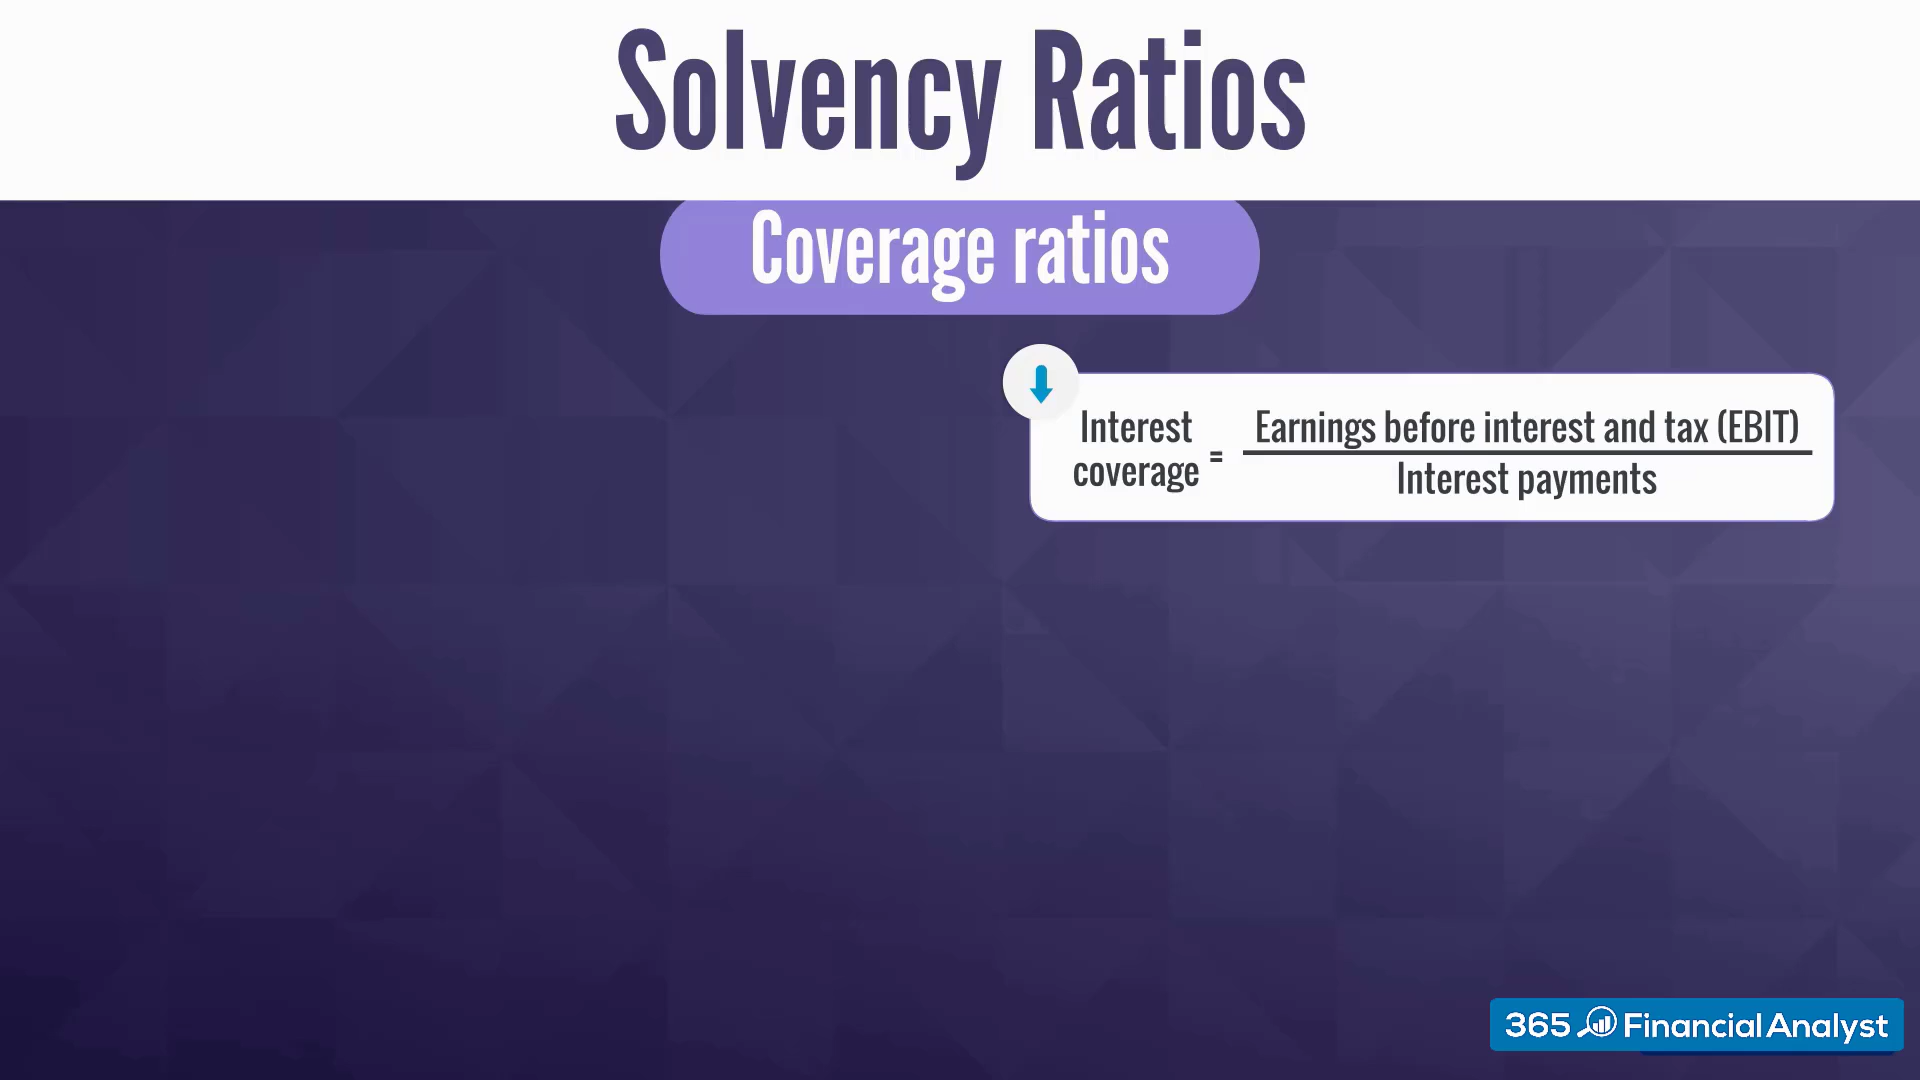 Solvency Ratios
Coverage ratios
Interest coverage = Earnings before interest and tax (EBIT)
Interest payments
365 Financial Analyst